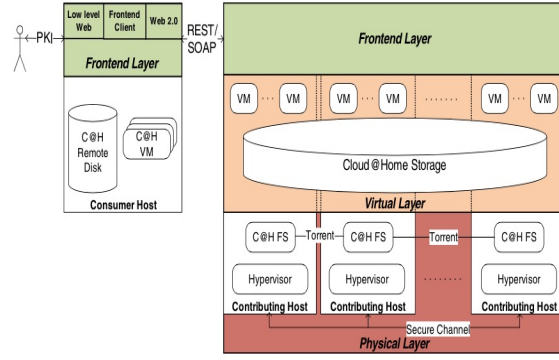 Low level Web
Frontend Client
Web 2.0
PKI
REST/ SOAP
Frontend Layer
Frontend Layer
C@H Remote Disk
C@H VM
Consumer Host
VM
VM
VM
VM
VM
VM
Cloud@Home Storage
Virtual Layer
C@H FS
Torrent
C@H FS
Torrent
C@H FS
Hypervisor
Hypervisor
Hypervisor
Contributing Host
Contributing Host
Contributing Host
Secure Channel
Physical Layer